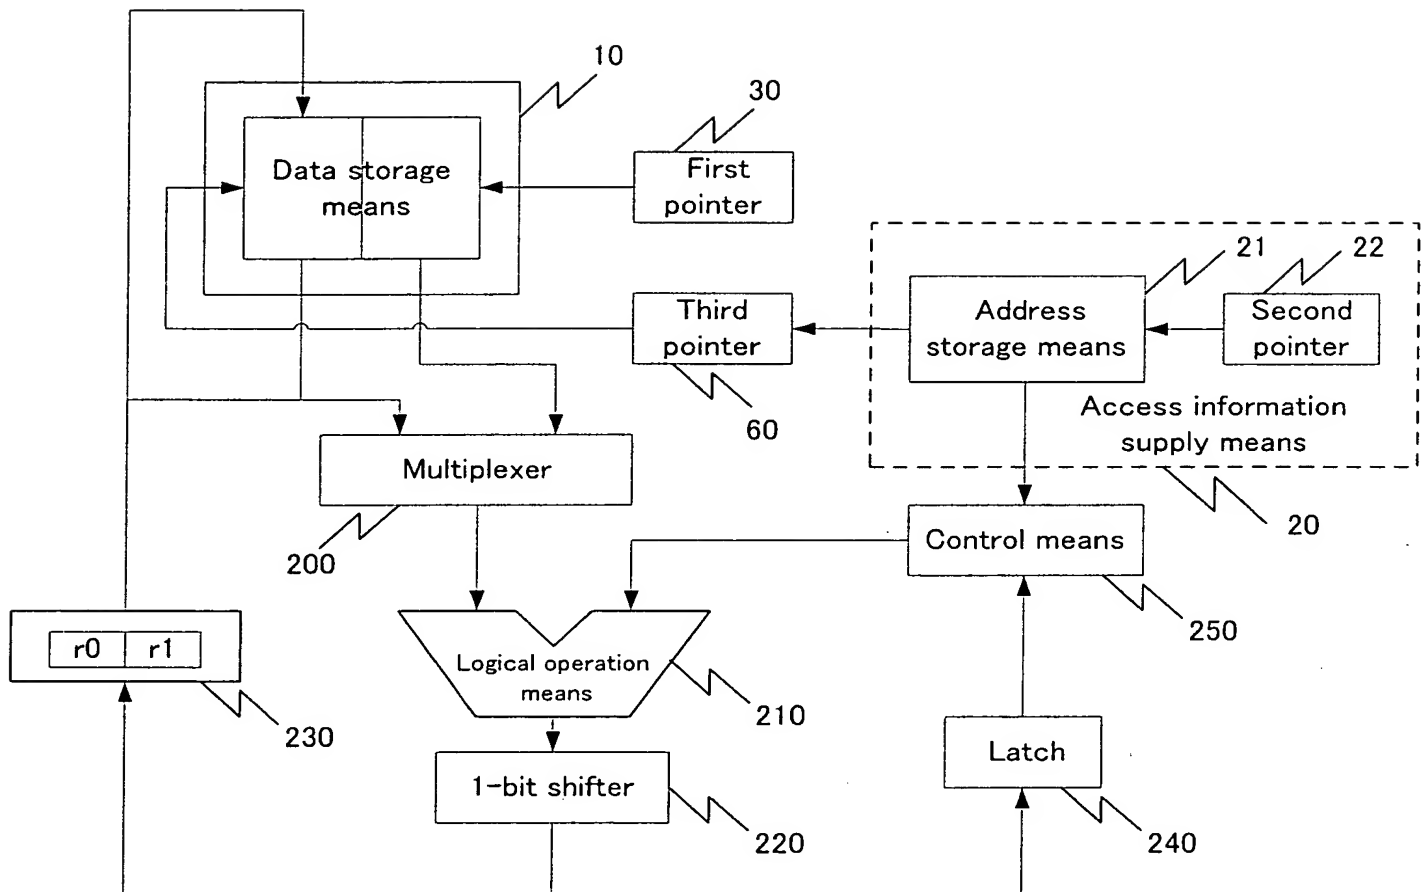 10
30
Data storage
means
First
pointer
21
22
Address
storage means
Second
pointer
Third
pointer
60
Access information
supply means
20
Multiplexer
200
Control means
250
r0 r1
230
Logical operation
means
210
1-bit shifter
220
Latch
240